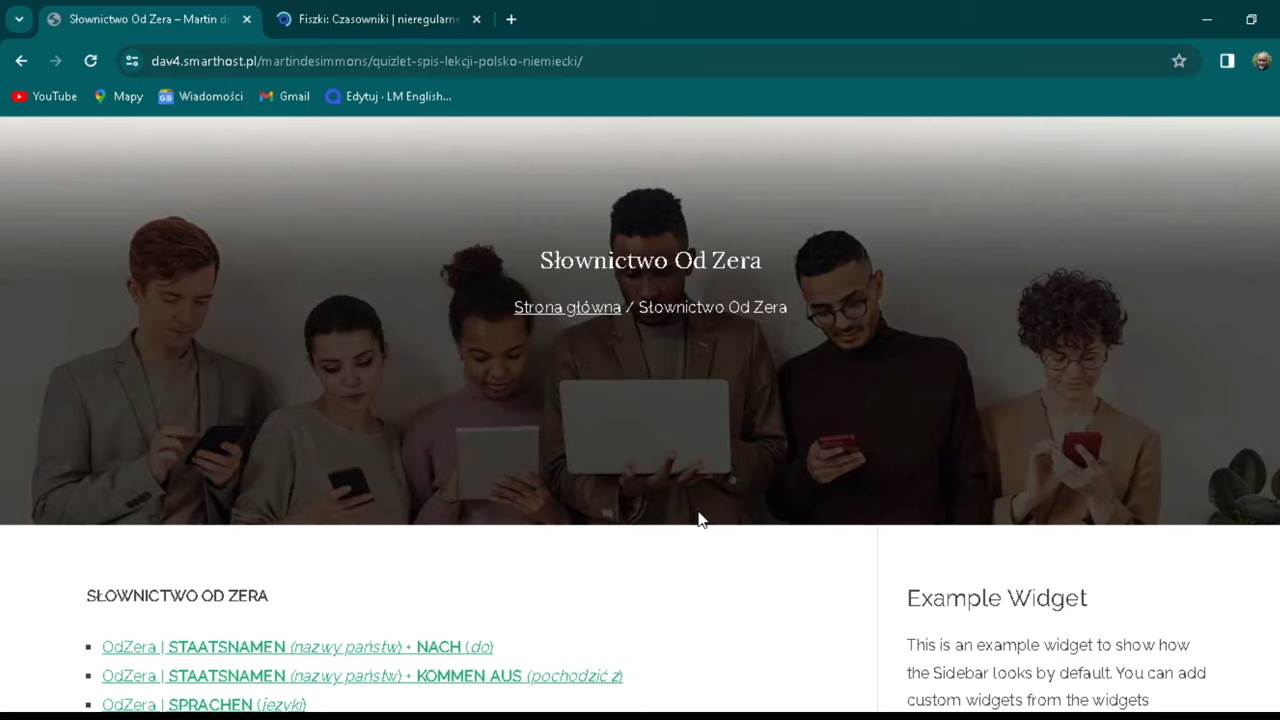 Słownictwo Od Zera – Martin de
Fiszki: Czasowniki | nieregularne
dav4.smarthost.pl/martindesimmons/quizlet-spis-lekcji-polsko-niemiecki/
YouTube
Mapy
Wiadomości
Gmail
Edytuj · LM English...
Słownictwo Od Zera
Strona główna / Słownictwo Od Zera
SŁOWNICTWO OD ZERA
OdZera | STAATSNAMEN (nazwy państw) + NACH (do)
OdZera | STAATSNAMEN (nazwy państw) + KOMMEN AUS (pochodzić z)
OdZera | SPRACHEN (języki)
Example Widget
This is an example widget to show how
the Sidebar looks by default. You can add
custom widgets from the widgets